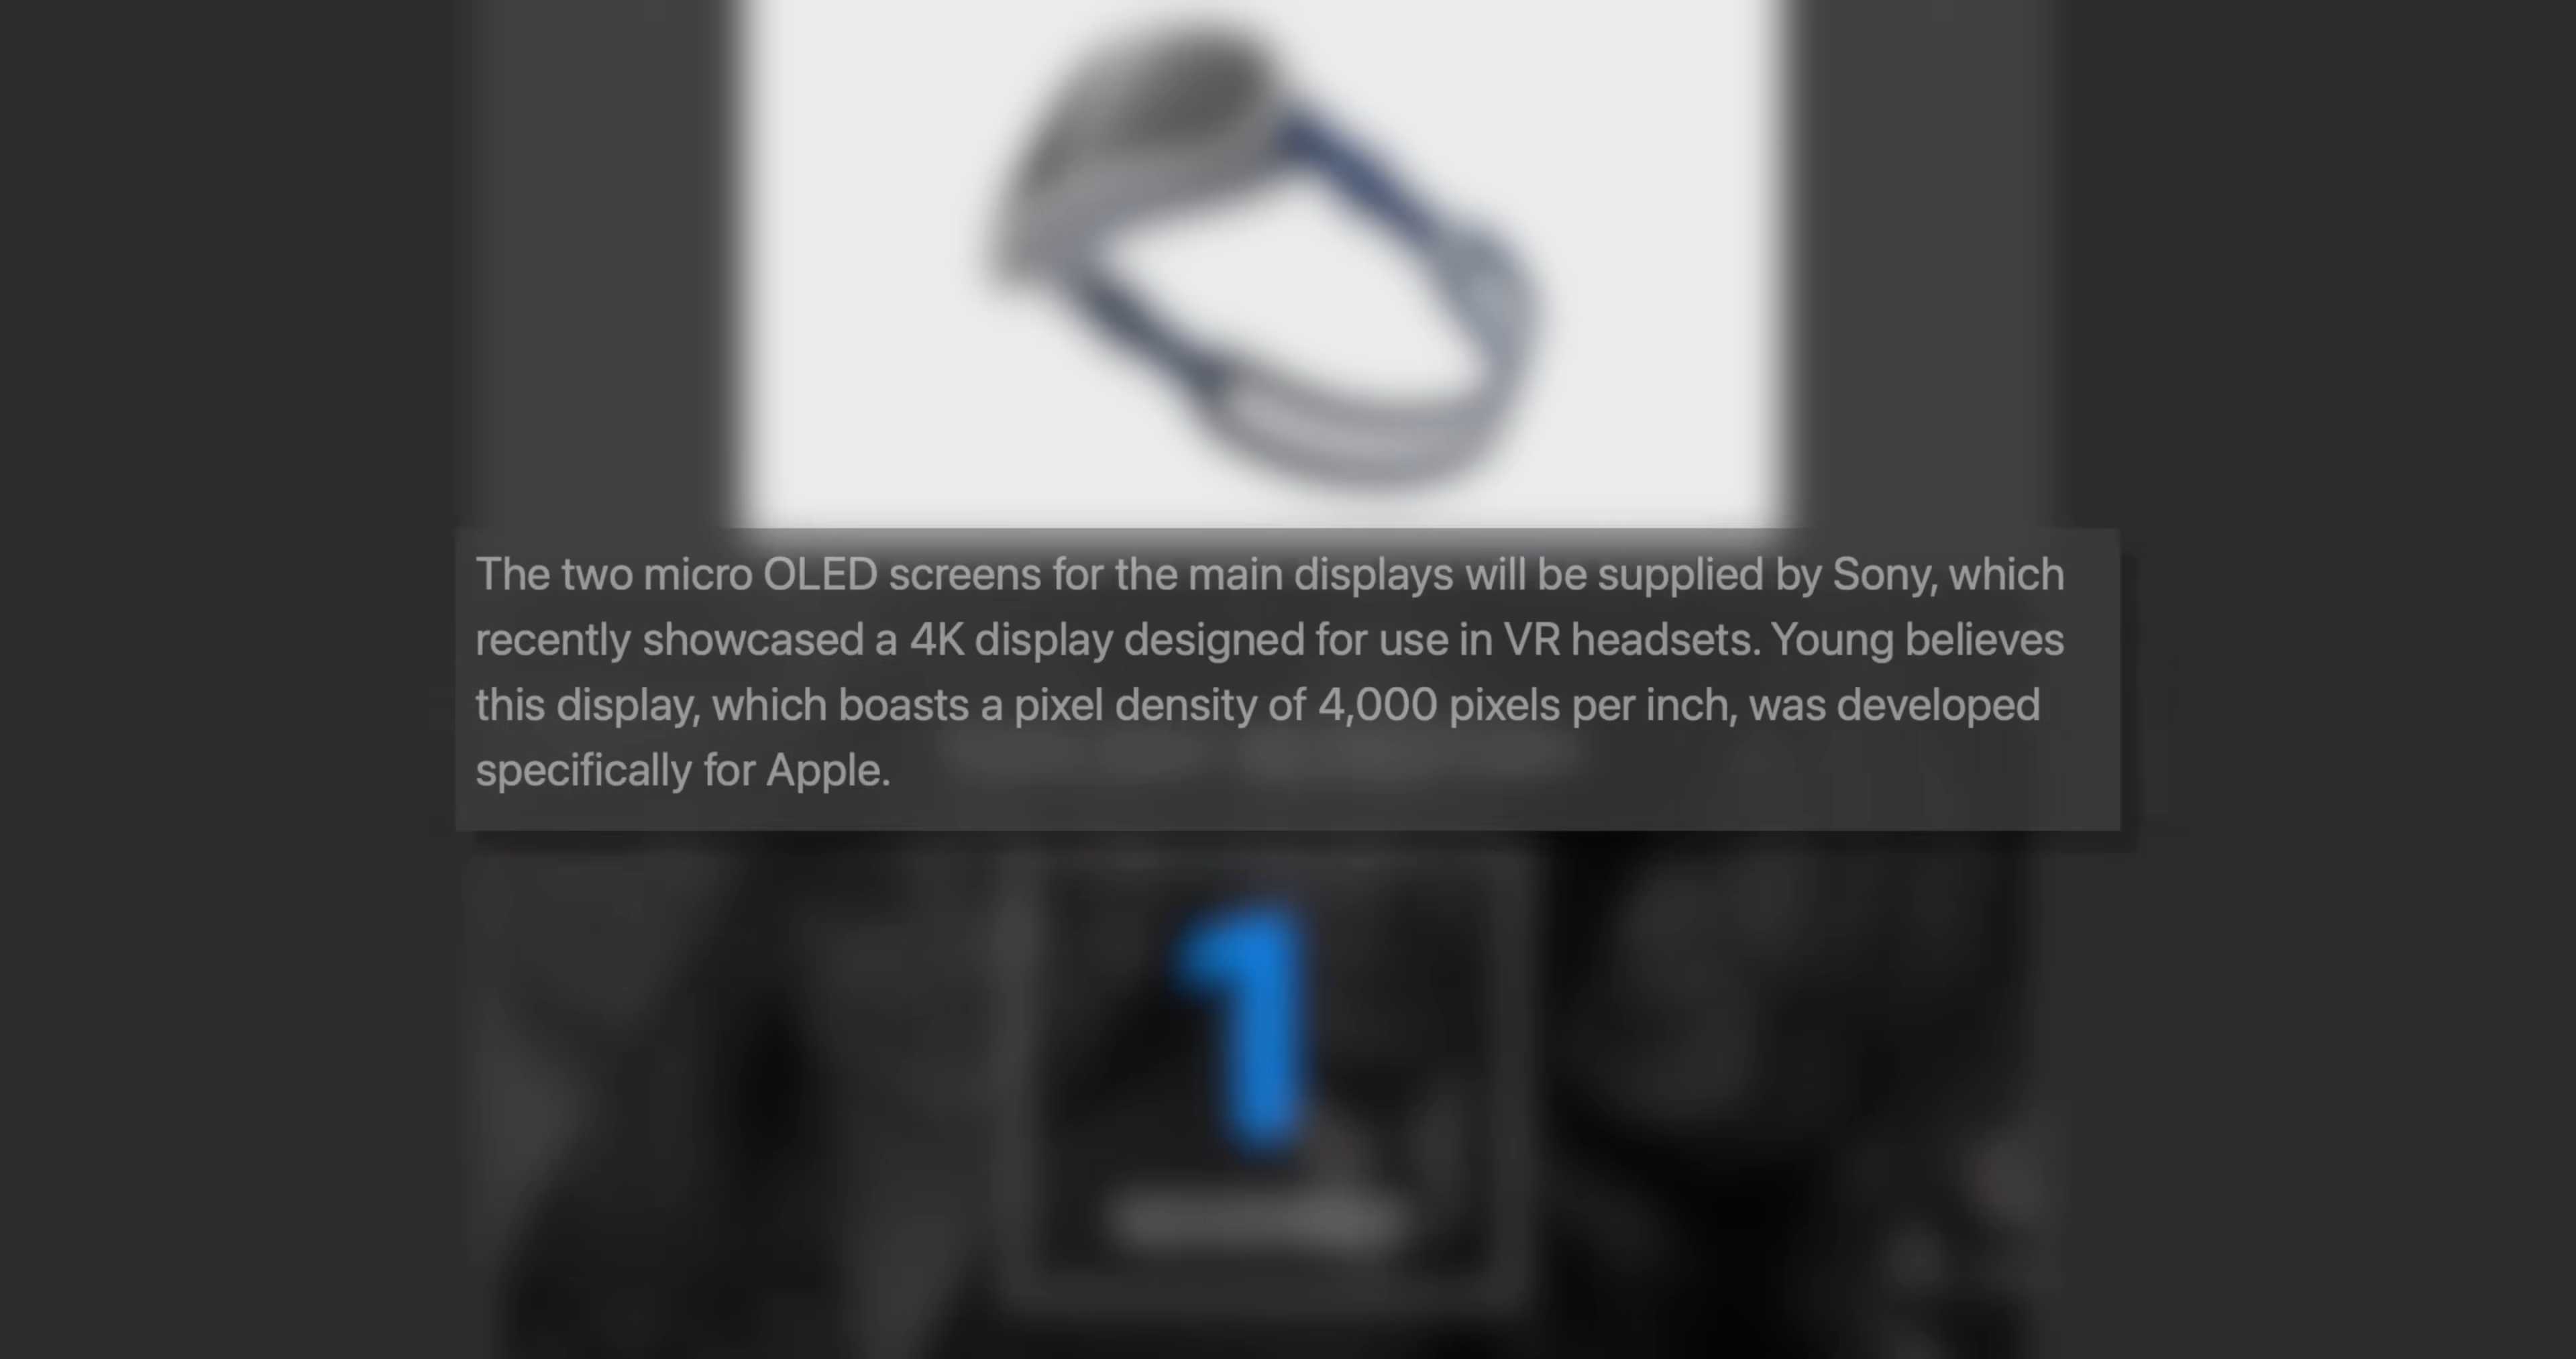 The two micro OLED screens for the main displays will be supplied by Sony, which
recently showcased a 4K display designed for use in VR headsets. Young believes
this display, which boasts a pixel density of 4,000 pixels per inch, was developed
specifically for Apple.
1